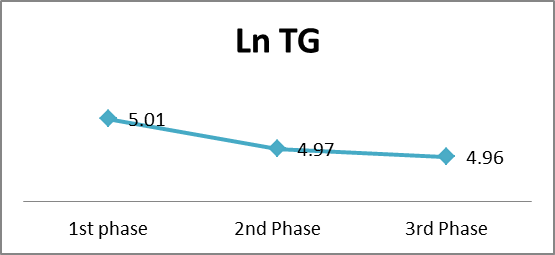 Ln TG
5.01
4.97
4.96
1st phase
2nd Phase
3rd Phase